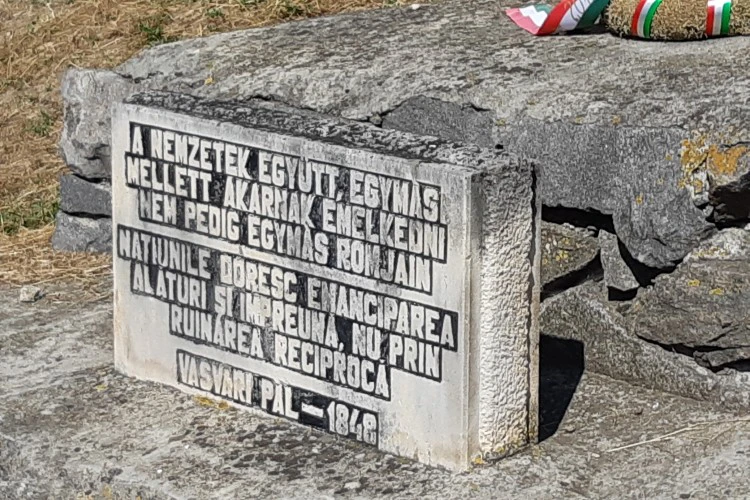 A NEMZETEK EGYÜTT, EGYMÁS
MELLETT AKARNAK EMELKEDNI
NEM PEDIG EGYMÁS ROMJAIN
NAȚIUNILE DORESC EMANCIPAREA
ALĂTURI ȘI ÎMPREUNĂ, NU PRIN
RUINAREA RECIPROCĂ
VASVÁRI PÁL — 1848